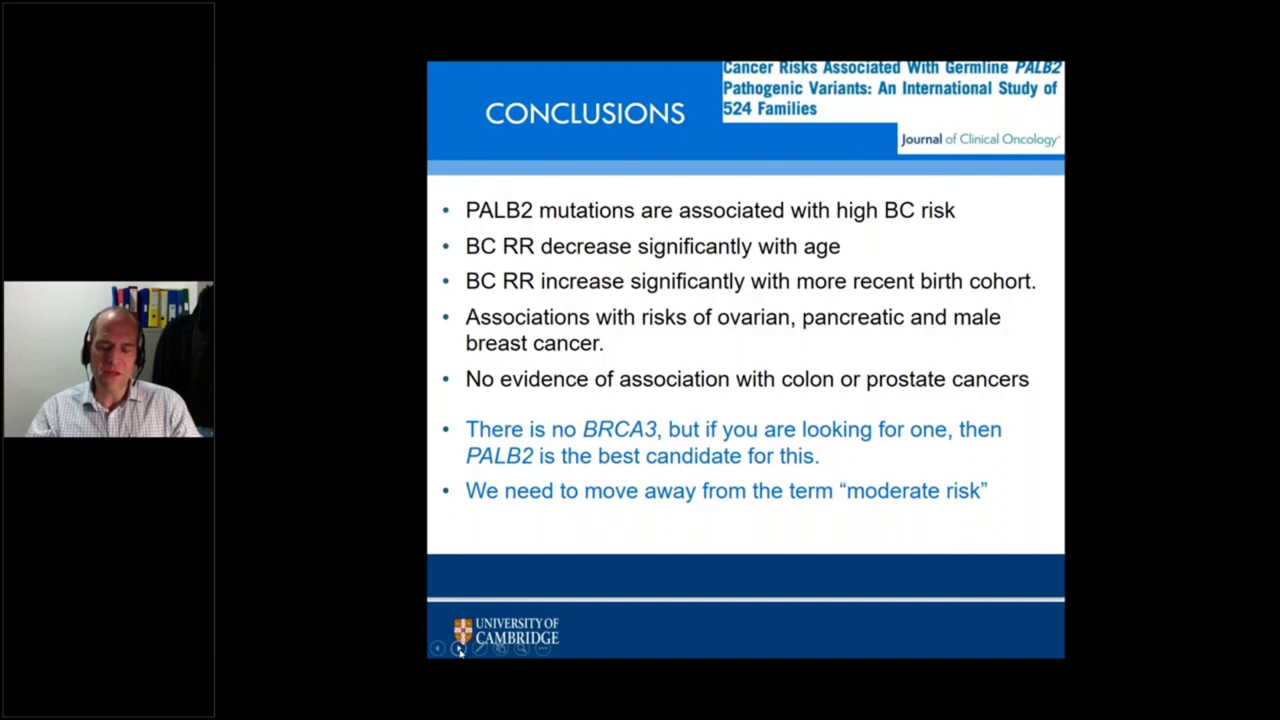 Cancer Risks Associated With Germline PALB2
Pathogenic Variants: An International Study of
524 Families
CONCLUSIONS
Journal of Clinical Oncology
• PALB2 mutations are associated with high BC risk
• BC RR decrease significantly with age
• BC RR increase significantly with more recent birth cohort.
• Associations with risks of ovarian, pancreatic and male
breast cancer.
• No evidence of association with colon or prostate cancers
• There is no BRCA3, but if you are looking for one, then
PALB2 is the best candidate for this.
• We need to move away from the term “moderate risk”
UNIVERSITY OF
CAMBRIDGE